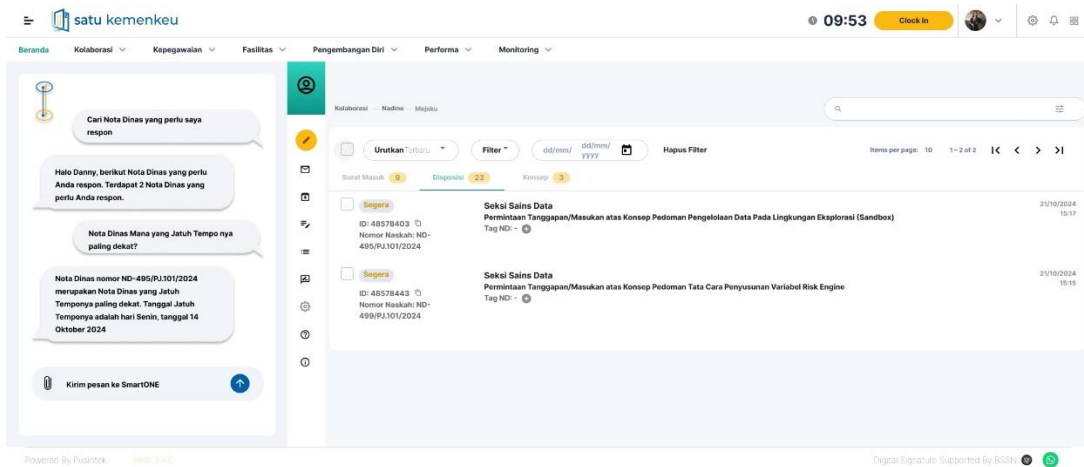 satu kemenkeu
09:53
Clock In
Beranda Kolaborasi Kepegawaian Fasilitas Pengembangan Diri Performa Monitoring
Cari Nota Dinas yang perlu saya
respon
Halo Danny, berikut Nota Dinas yang perlu
Anda respon. Terdapat 2 Nota Dinas yang
perlu Anda respon.
Nota Dinas Mana yang Jatuh Tempo nya
paling dekat?
Nota Dinas nomor ND-495/PJ.101/2024
merupakan Nota Dinas yang Jatuh
Temponya paling dekat. Tanggal Jatuh
Temponya adalah hari Senin, tanggal 14
Oktober 2024
Kirim pesan ke SmartONE
Kolaborasi Nadine Mejaku
Urutkan Terbaru Filter dd/mm/ dd/mm/
yyyy
Hapus Filter
Items per page: 10 1 – 2 of 2
Surat Masuk 9 Disposisi 23 Konsep 3
Segera
ID: 48578403
Nomor Naskah: ND-
495/PJ.101/2024
Seksi Sains Data
Permintaan Tanggapan/Masukan atas Konsep Pedoman Pengelolaan Data Pada Lingkungan Eksplorasi (Sandbox)
Tag ND: -
21/10/2024
15:17
Segera
ID: 48578443
Nomor Naskah: ND-
499/PJ.101/2024
Seksi Sains Data
Permintaan Tanggapan/Masukan atas Konsep Pedoman Tata Cara Penyusunan Variabel Risk Engine
Tag ND: -
21/10/2024
15:15
Powered By Pusintek
Digital Signature Supported By BSSN